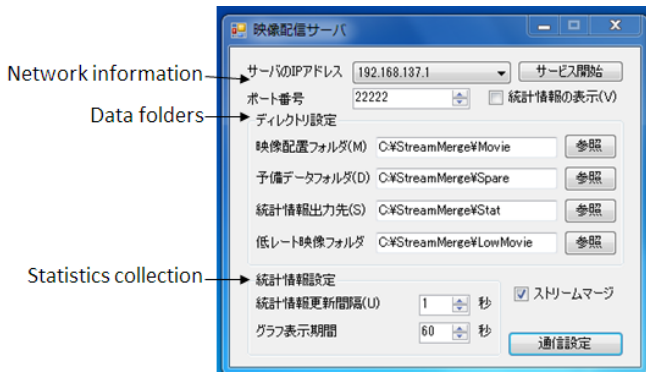 映像配信サーバ
Network information
サーバのIPアドレス 192.168.137.1 サービス開始
ポート番号 22222 統計情報の表示(V)
Data folders
ディレクトリ設定
映像配置フォルダ(M) C:¥StreamMerge¥Movie 参照
予備データフォルダ(D) C:¥StreamMerge¥Spare 参照
統計情報出力先(S) C:¥StreamMerge¥Stat 参照
低レート映像フォルダ C:¥StreamMerge¥LowMovie 参照
Statistics collection
統計情報設定
統計情報更新間隔(U) 1 秒 ストリームマージ
グラフ表示期間 60 秒 通信設定